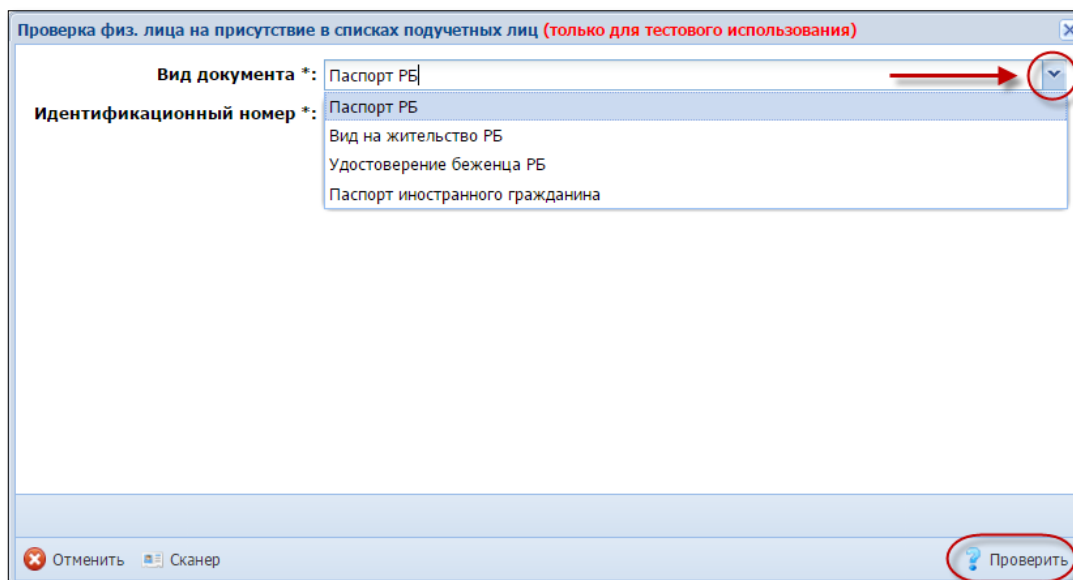 Проверка физ. лица на присутствие в списках подучетных лиц (только для тестового использования)
Вид документа *: Паспорт РБ
Идентификационный номер *:
Паспорт РБ
Вид на жительство РБ
Удостоверение беженца РБ
Паспорт иностранного гражданина
Отменить Сканер Проверить